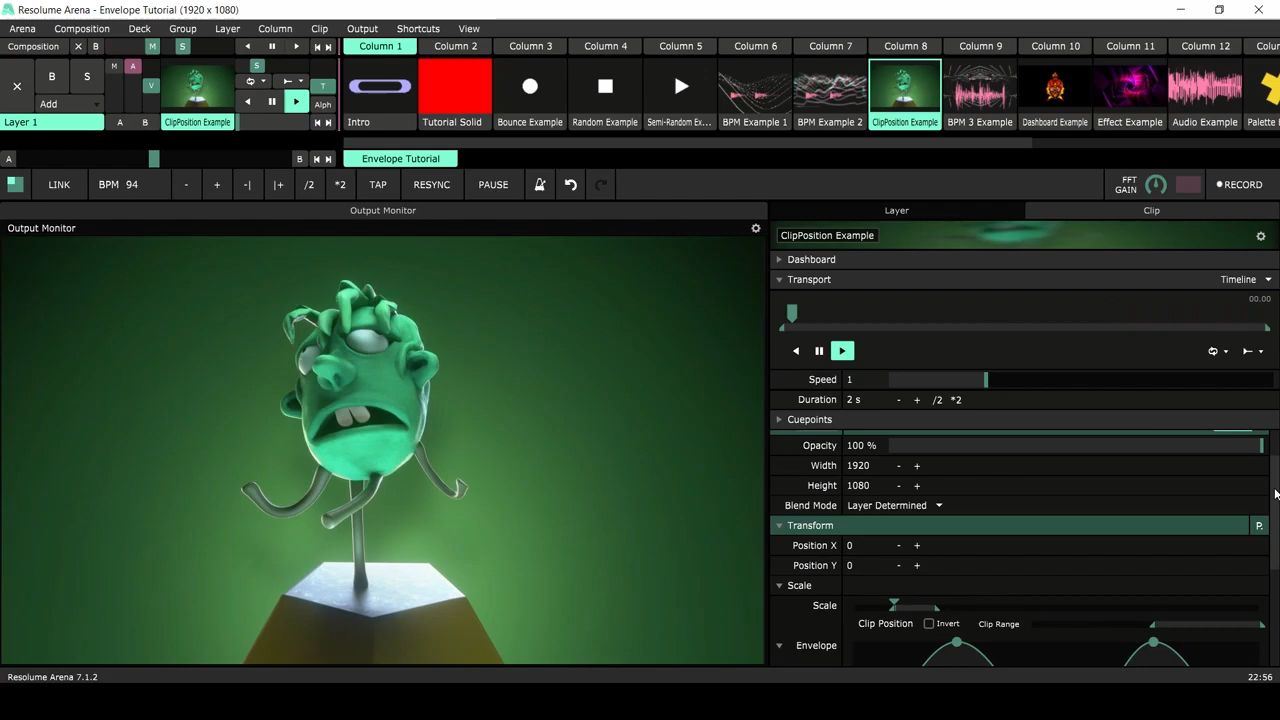 Resolume Arena - Envelope Tutorial (1920 x 1080)
Arena Composition Deck Group Layer Column Clip Output Shortcuts View
Composition X B M S Column 1 Column 2 Column 3 Column 4 Column 5 Column 6 Column 7 Column 8 Column 9 Column 10 Column 11 Column 12 Colu
B S M A V S T
Add Alph
Layer 1 A B ClipPosition Example Intro Tutorial Solid Bounce Example Random Example Semi-Random Ex... BPM Example 1 BPM Example 2 ClipPosition Example BPM 3 Example Dashboard Example Effect Example Audio Example Palette E
A B Envelope Tutorial
LINK BPM 94 - + -| |+ /2 *2 TAP RESYNC PAUSE FFT GAIN RECORD
Output Monitor Layer Clip
Output Monitor
ClipPosition Example
Dashboard
Transport Timeline
00.00
Speed 1
Duration 2 s - + /2 *2
Cuepoints
Opacity 100 %
Width 1920 - +
Height 1080 - +
Blend Mode Layer Determined
Transform P.
Position X 0 - +
Position Y 0 - +
Scale
Scale
Clip Position Invert Clip Range
Envelope
Resolume Arena 7.1.2 22:56